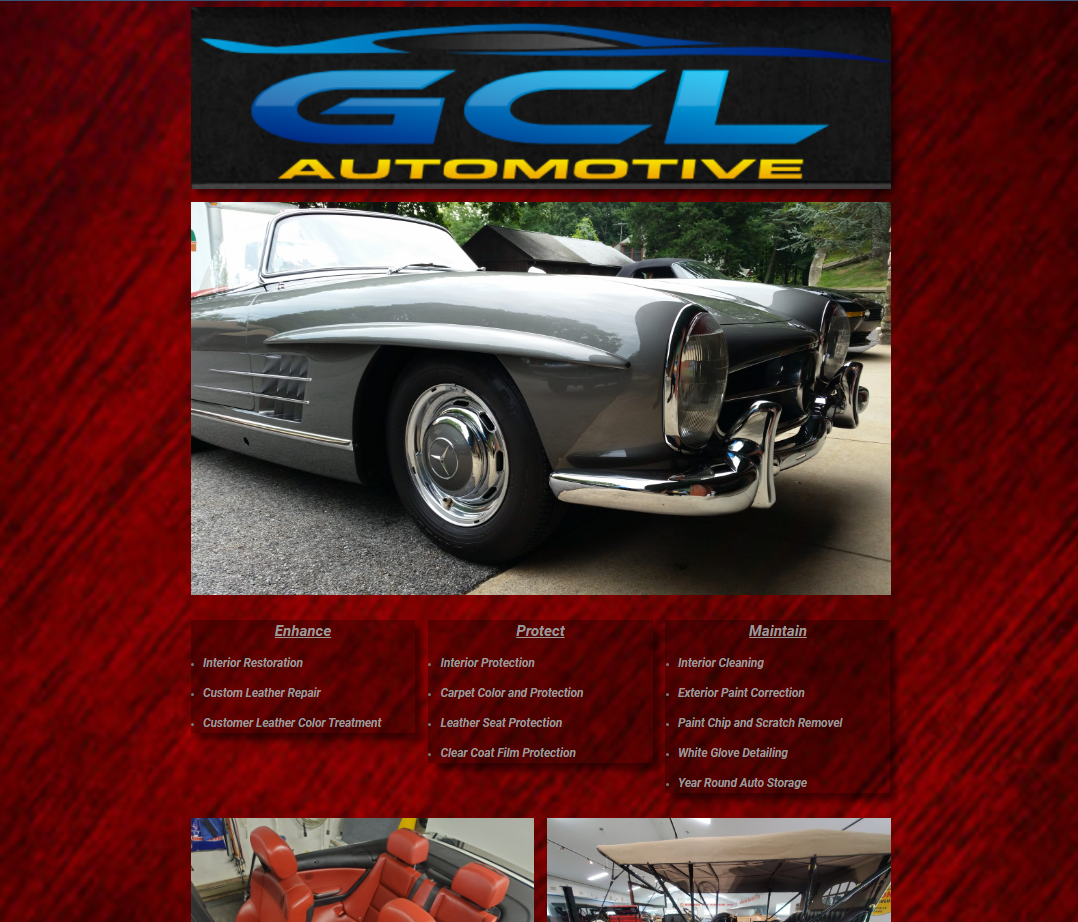 GCL
AUTOMOTIVE
Enhance
Interior Restoration
Custom Leather Repair
Customer Leather Color Treatment
Protect
Interior Protection
Carpet Color and Protection
Leather Seat Protection
Clear Coat Film Protection
Maintain
Interior Cleaning
Exterior Paint Correction
Paint Chip and Scratch Removel
White Glove Detailing
Year Round Auto Storage